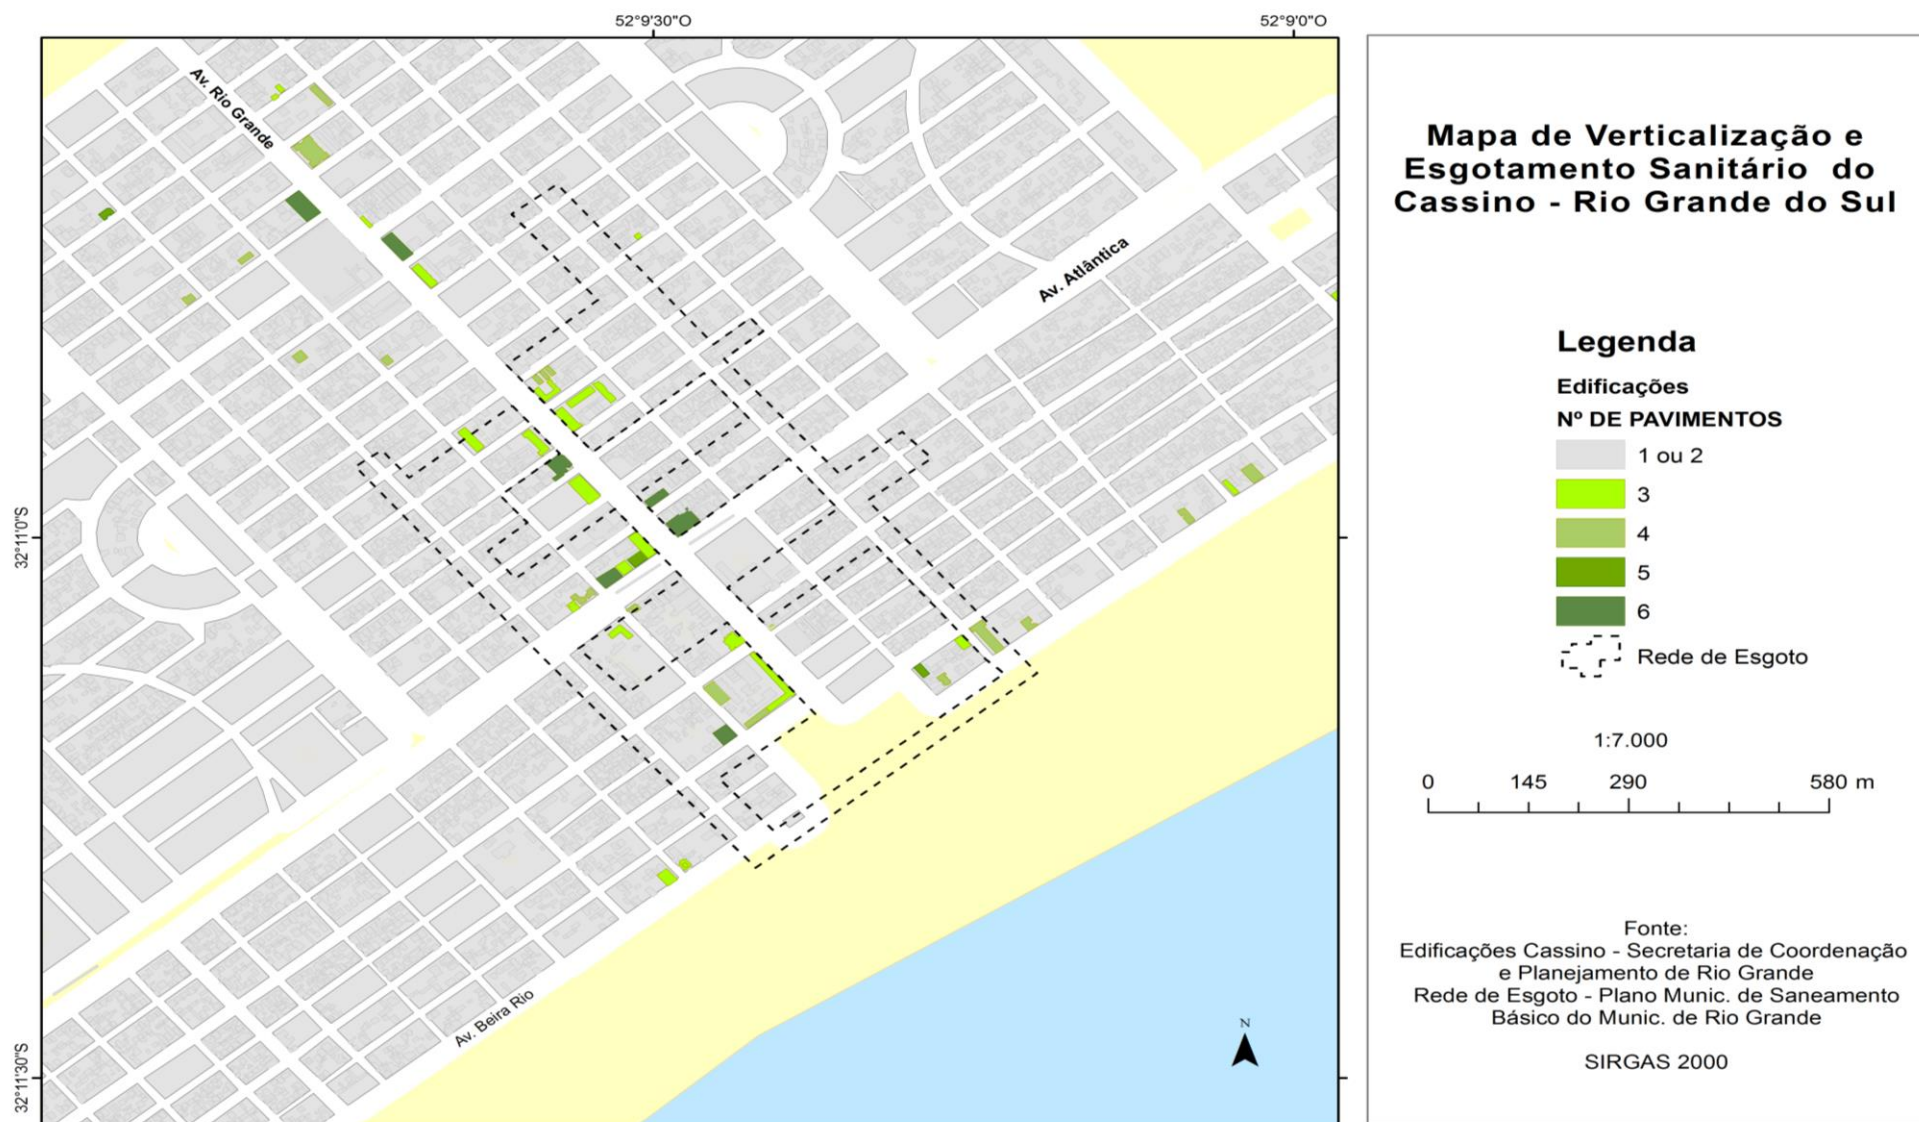 52°9'30"O
52°9'0"O
Av. Rio Grande
Av. Atlântica
32°11'0"S
32°11'30"S
Av. Beira Rio
N
Mapa de Verticalização e
Esgotamento Sanitário do
Cassino - Rio Grande do Sul
Legenda
Edificações
Nº DE PAVIMENTOS
1 ou 2
3
4
5
6
Rede de Esgoto
1:7.000
0 145 290 580 m
Fonte:
Edificações Cassino - Secretaria de Coordenação
e Planejamento de Rio Grande
Rede de Esgoto - Plano Munic. de Saneamento
Básico do Munic. de Rio Grande
SIRGAS 2000